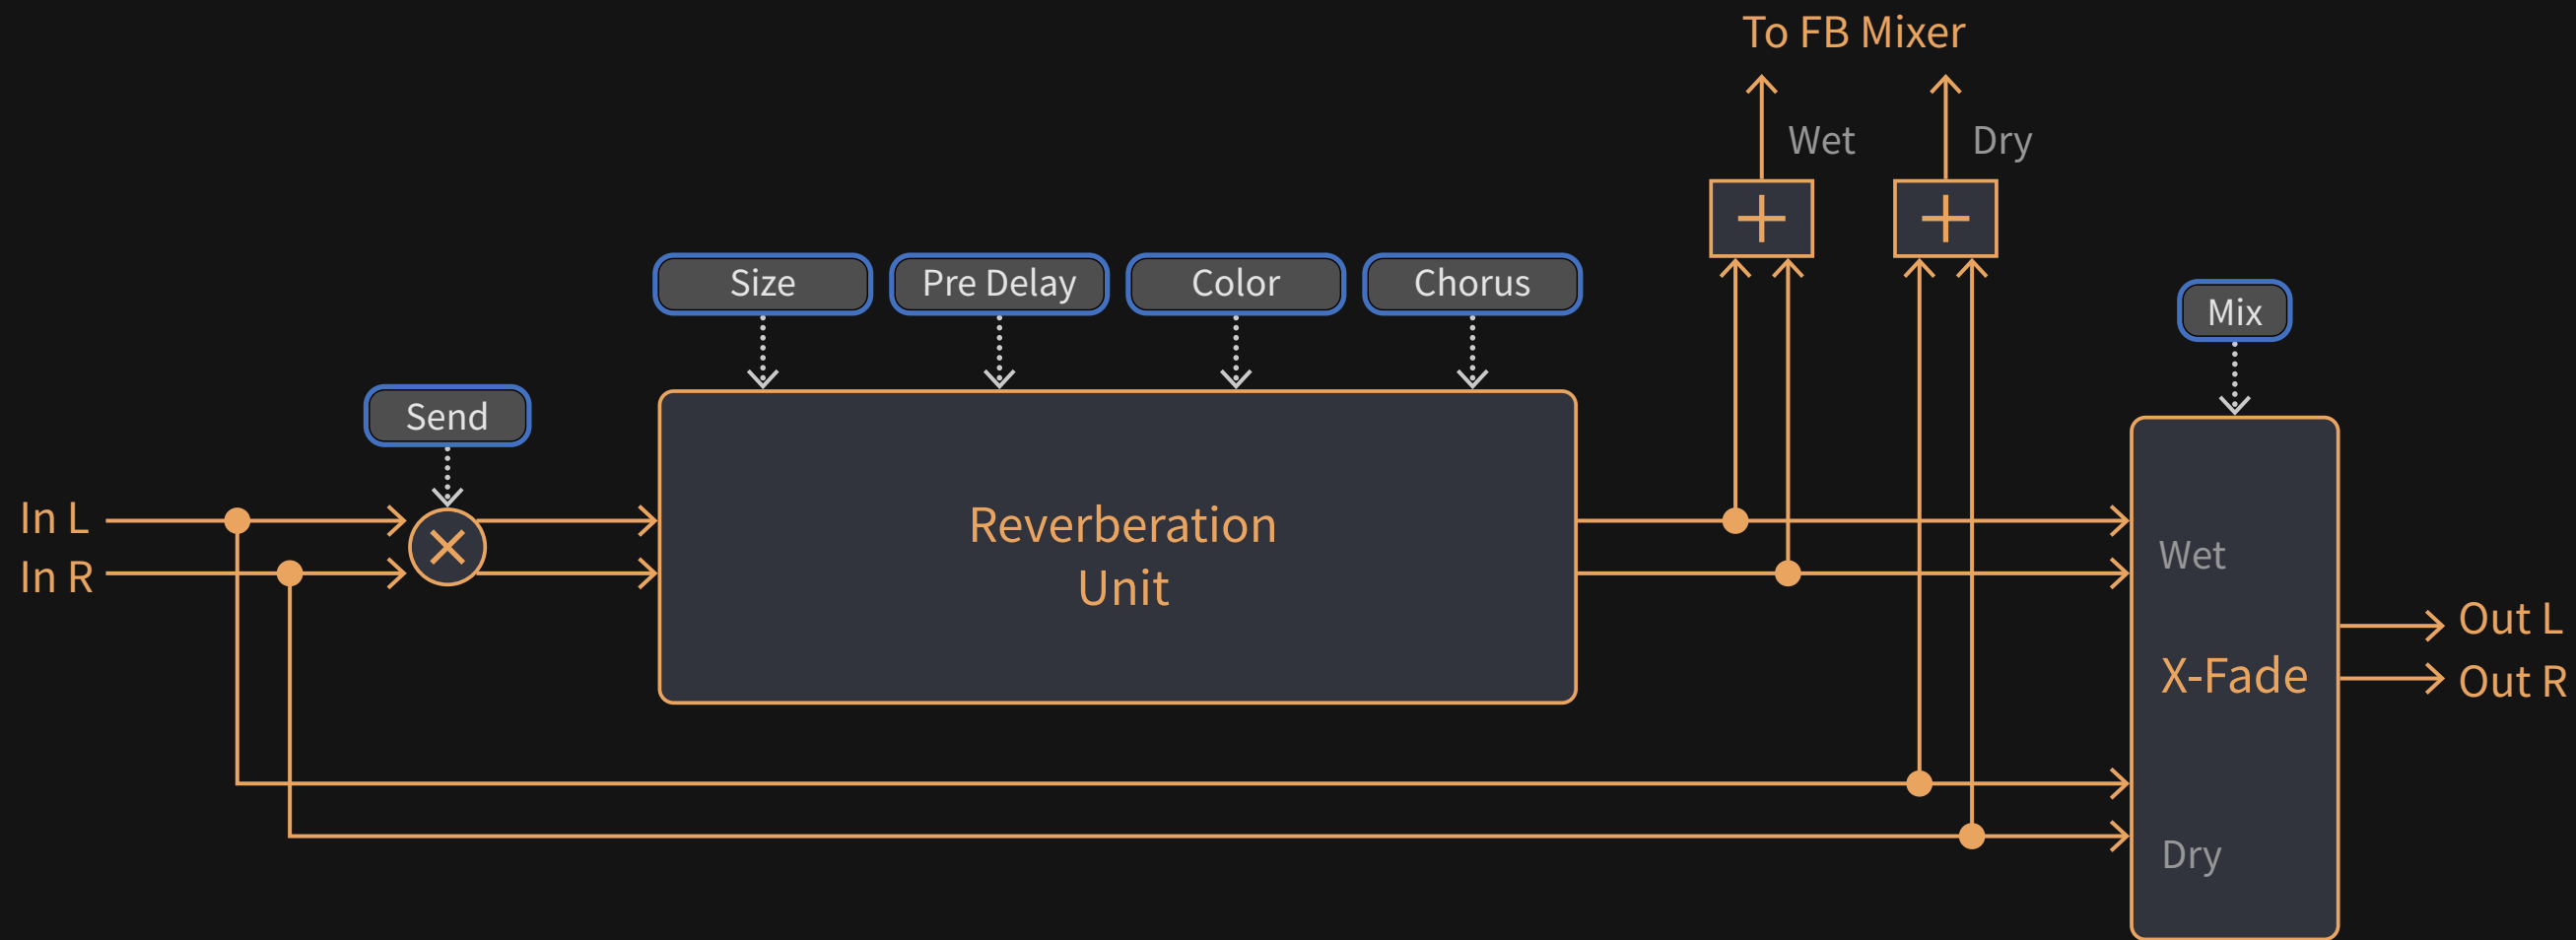 To FB Mixer
Wet
Dry
Size
Pre Delay
Color
Chorus
Mix
Send
In L
In R
Reverberation
Unit
Wet
X-Fade
Dry
Out L
Out R